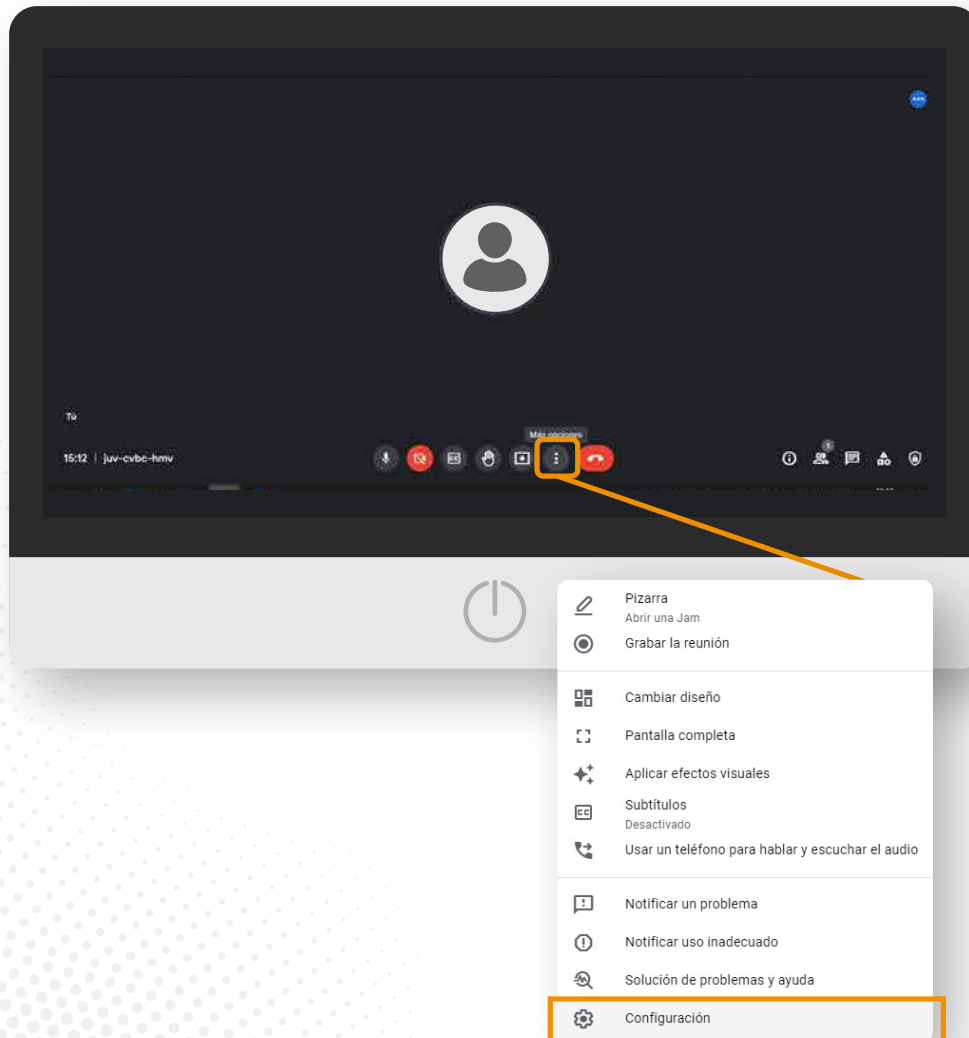 Tú
Más opciones
15:12 | juv-cvbc-hmv
1
Pizarra
Abrir una Jam
Grabar la reunión
Cambiar diseño
Pantalla completa
Aplicar efectos visuales
Subtítulos
Desactivado
Usar un teléfono para hablar y escuchar el audio
Notificar un problema
Notificar uso inadecuado
Solución de problemas y ayuda
Configuración